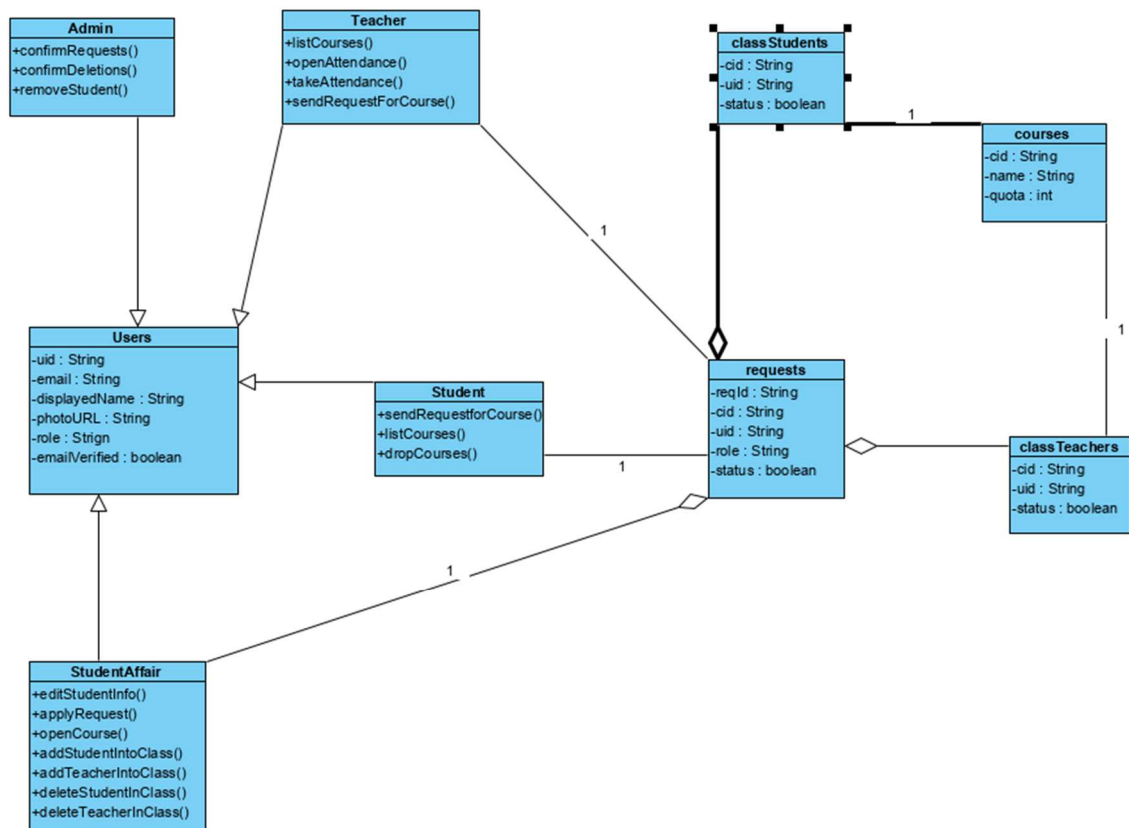 Admin
+confirmRequests()
+confirmDeletions()
+removeStudent()
Teacher
+listCourses()
+openAttendance()
+takeAttendance()
+sendRequestForCourse()
classStudents
-cid : String
-uid : String
-status : boolean
1
courses
-cid : String
-name : String
-quota : int
1
1
Users
-uid : String
-email : String
-displayedName : String
-photoURL : String
-role : Strign
-emailVerified : boolean
Student
+sendRequestforCourse()
+listCourses()
+dropCourses()
1
requests
-reqId : String
-cid : String
-uid : String
-role : String
-status : boolean
classTeachers
-cid : String
-uid : String
-status : boolean
1
StudentAffair
+editStudentInfo()
+applyRequest()
+openCourse()
+addStudentIntoClass()
+addTeacherIntoClass()
+deleteStudentInClass()
+deleteTeacherInClass()